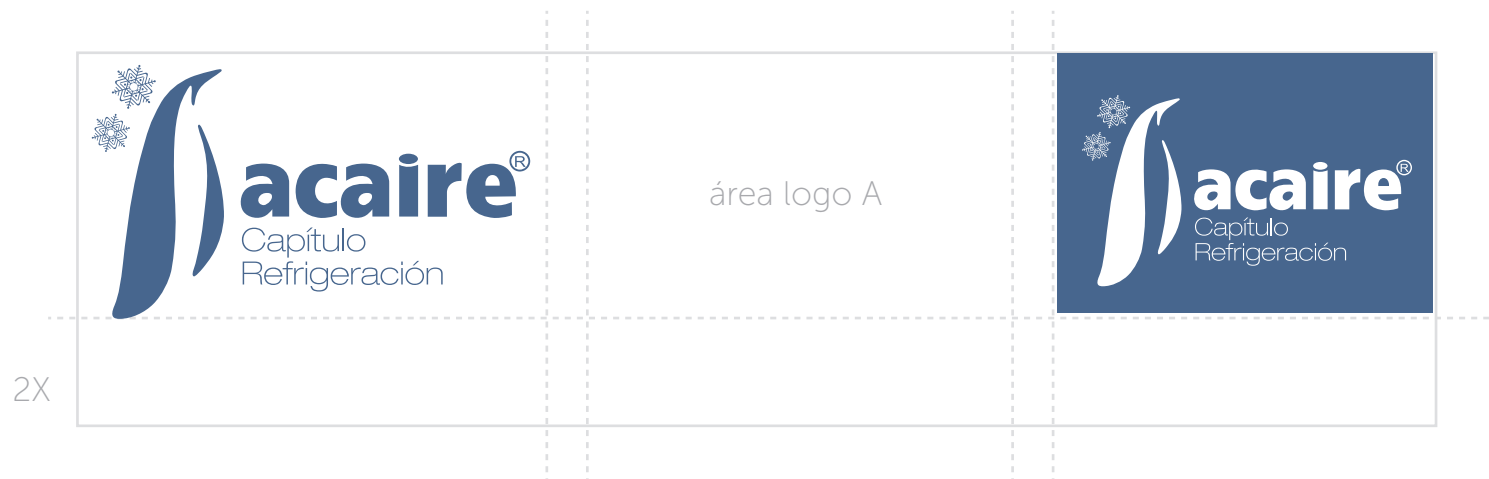 acaire®
Capítulo
Refrigeración
área logo A
acaire®
Capítulo
Refrigeración
2X